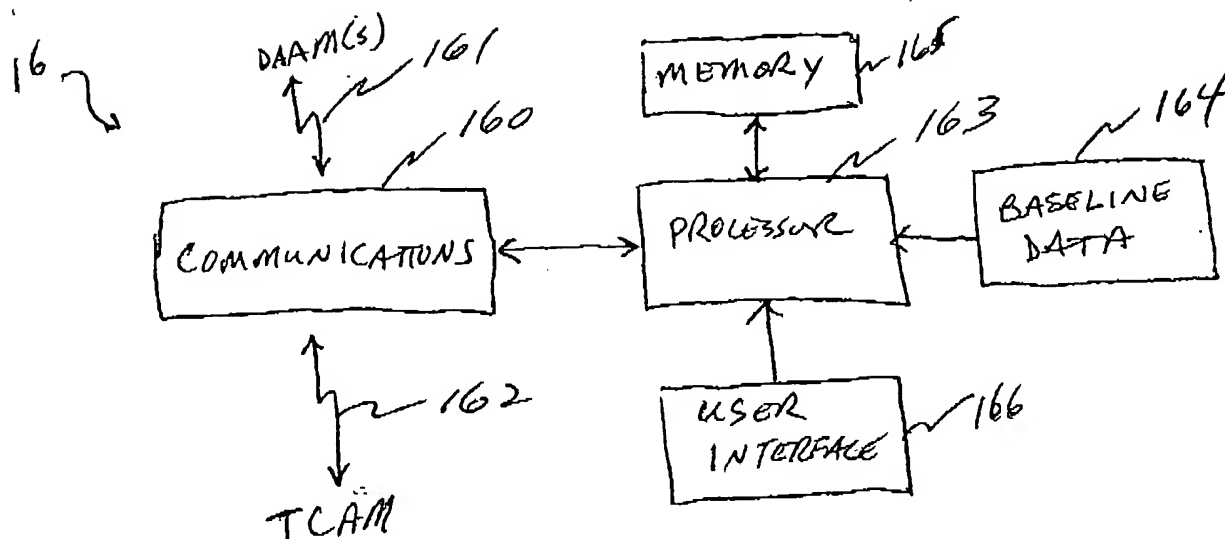 16
DAAM(s)
161
160
COMMUNICATIONS
162
TCAM
MEMORY
165
163
PROCESSOR
164
BASELINE
DATA
USER
INTERFACE
166